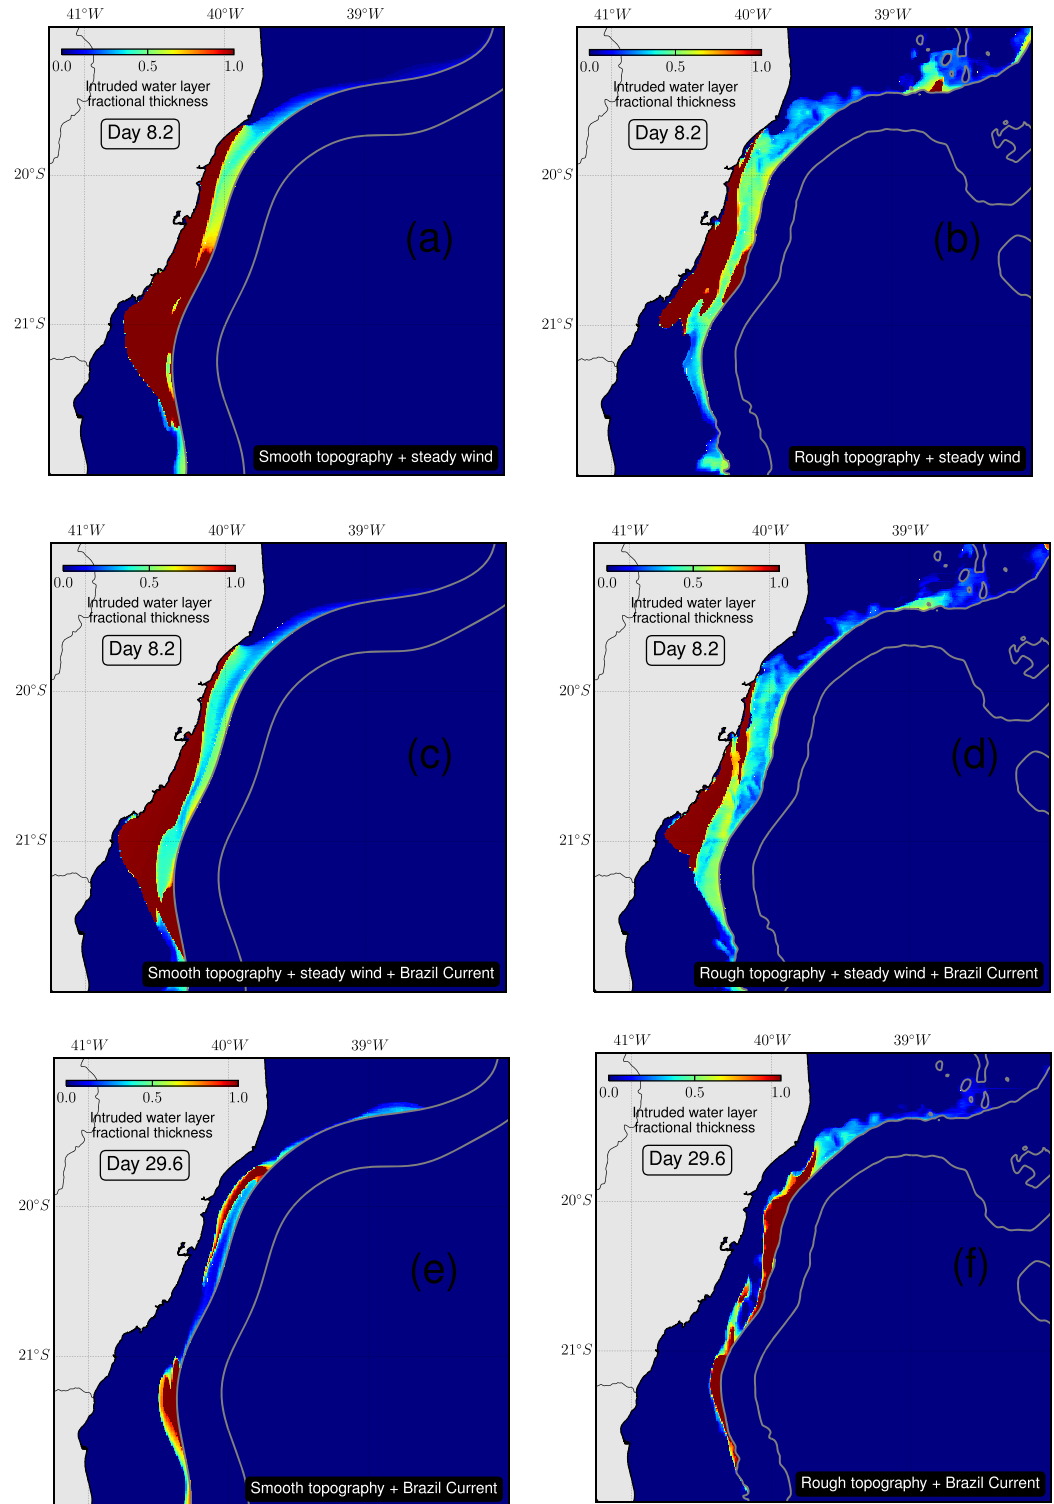 41°W 40°W 39°W
0.0 0.5 1.0
Intruded water layer
fractional thickness
Day 8.2
20°S
(a)
21°S
Smooth topography + steady wind
41°W 40°W 39°W
0.0 0.5 1.0
Intruded water layer
fractional thickness
Day 8.2
20°S
(b)
21°S
Rough topography + steady wind
41°W 40°W 39°W
0.0 0.5 1.0
Intruded water layer
fractional thickness
Day 8.2
20°S
(c)
21°S
Smooth topography + steady wind + Brazil Current
41°W 40°W 39°W
0.0 0.5 1.0
Intruded water layer
fractional thickness
Day 8.2
20°S
(d)
21°S
Rough topography + steady wind + Brazil Current
41°W 40°W 39°W
0.0 0.5 1.0
Intruded water layer
fractional thickness
Day 29.6
20°S
(e)
21°S
Smooth topography + Brazil Current
41°W 40°W 39°W
0.0 0.5 1.0
Intruded water layer
fractional thickness
Day 29.6
20°S
(f)
21°S
Rough topography + Brazil Current